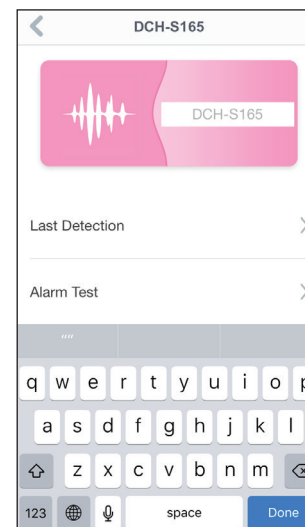 DCH-S165
DCH-S165
Last Detection
Alarm Test
""
q w e r t y u i o p
a s d f g h j k l
z x c v b n m
123 space Done